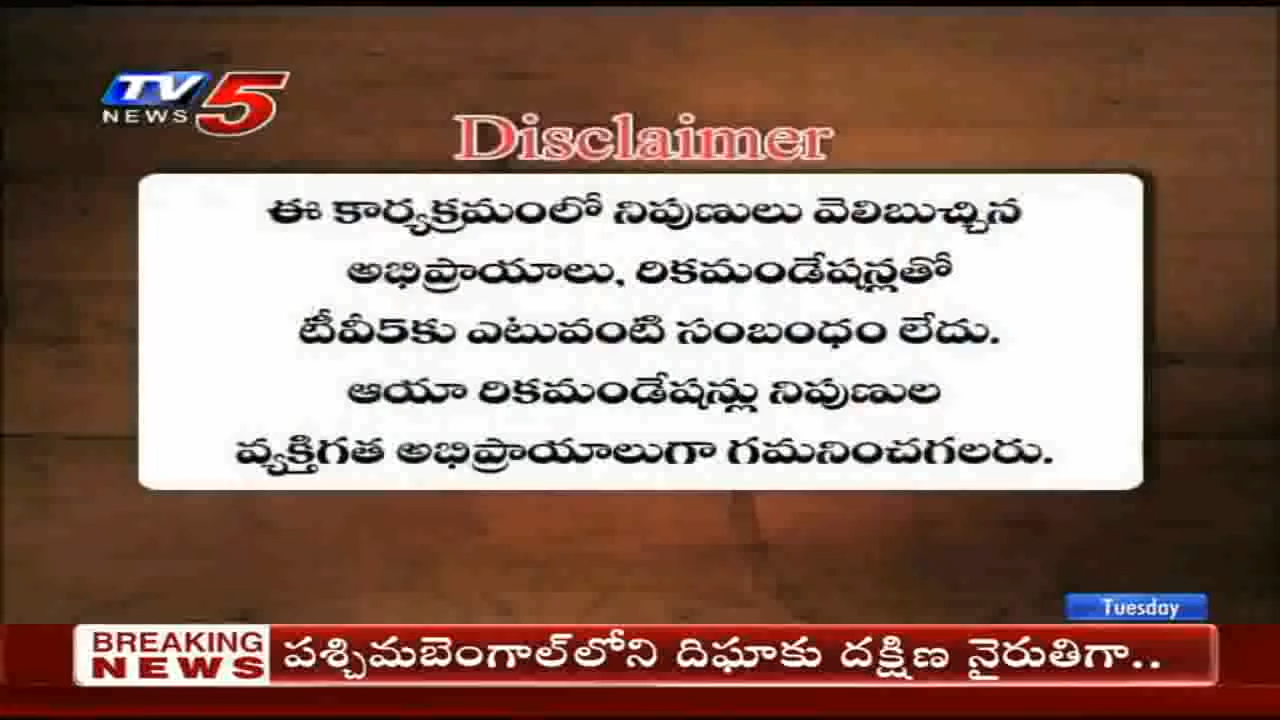 TV5
NEWS
Disclaimer
ఈ కార్యక్రమంలో నిపుణులు వెలిబుచ్చిన
అభిప్రాయాలు, రికమండేషన్లతో
టీవీ5కు ఎటువంటి సంబంధం లేదు.
ఆయా రికమండేషన్లు నిపుణుల
వ్యక్తిగత అభిప్రాయాలుగా గమనించగలరు.
Tuesday
BREAKING NEWS పశ్చిమబెంగాల్‌లోని దిఘాకు దక్షిణ నైరుతిగా..